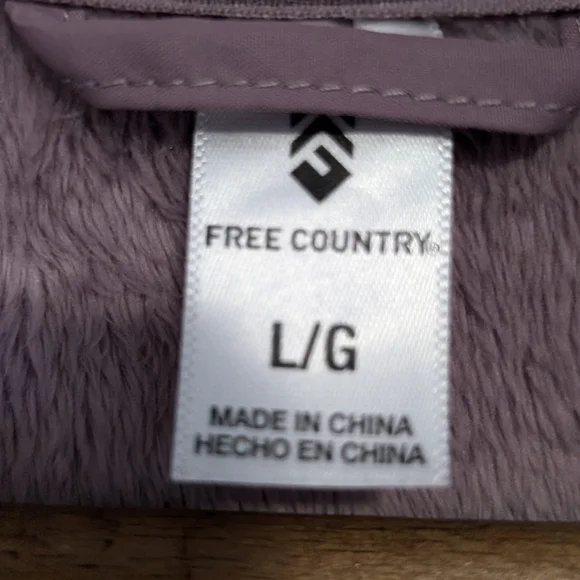 FREE COUNTRY®
L/G
MADE IN CHINA
HECHO EN CHINA